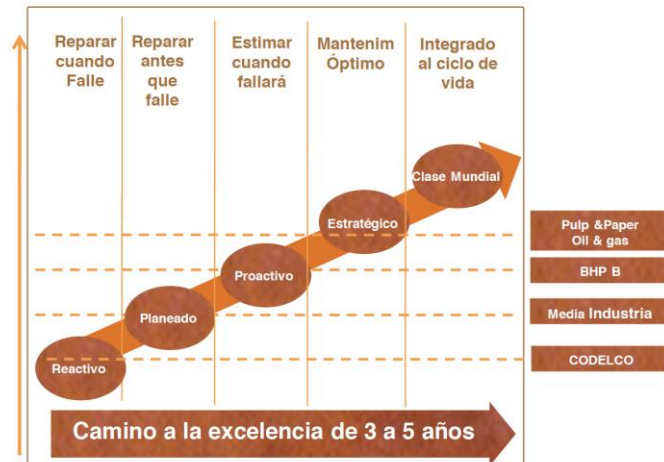 Reparar
cuando
Falle
Reparar
antes
que
falle
Estimar
cuando
fallará
Mantenim
Óptimo
Integrado
al ciclo de
vida
Clase Mundial
Estratégico
Proactivo
Planeado
Reactivo
Pulp &Paper
Oil & gas
BHP B
Media Industria
CODELCO
Camino a la excelencia de 3 a 5 años